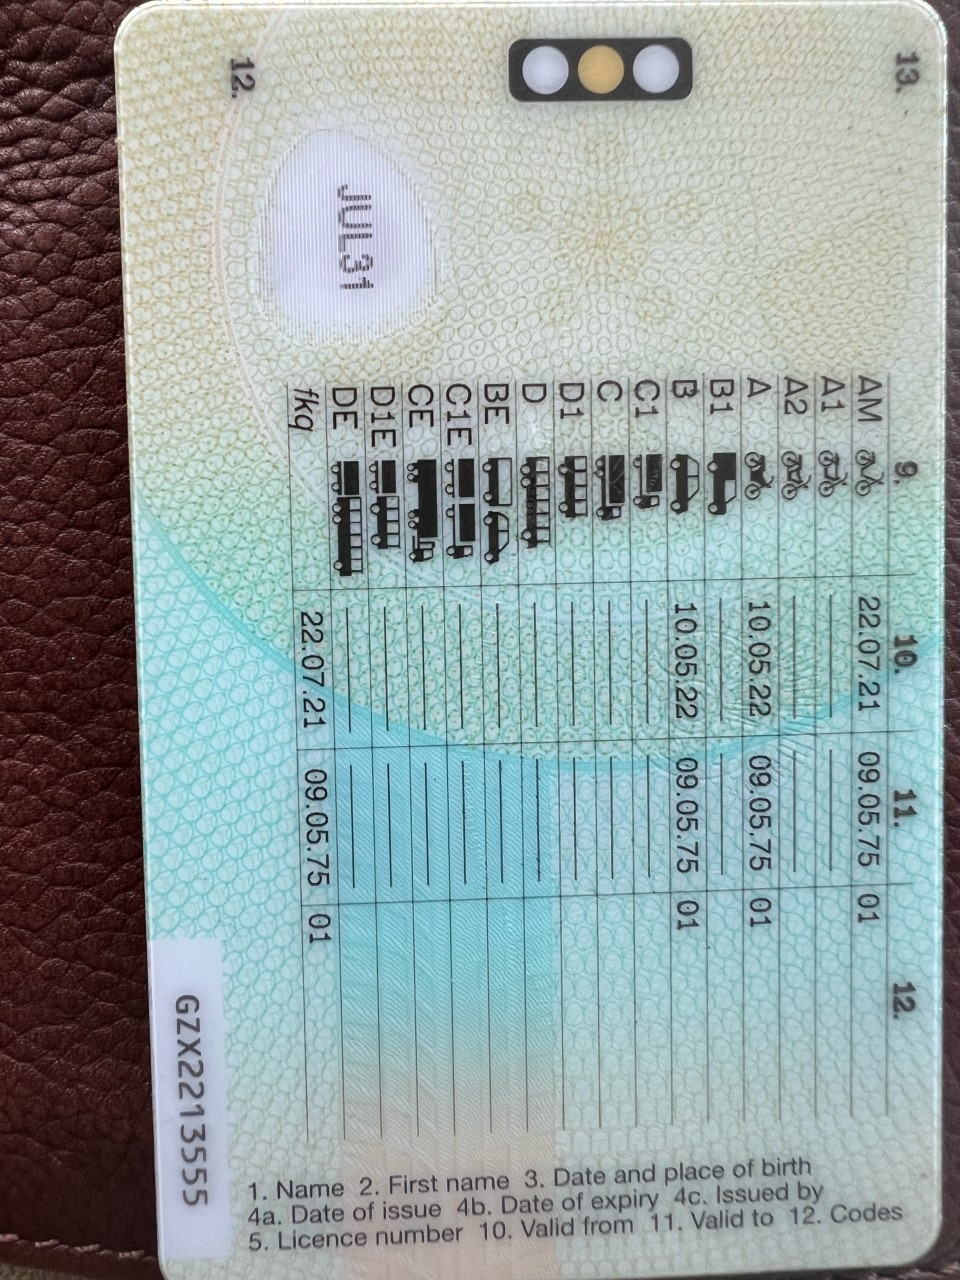 13. 9. 10. 11. 12.
AM 22.07.21 09.05.75 01
A1
A2
A 10.05.22 09.05.75 01
B1
B 10.05.22 09.05.75 01
C1
C
D1
D
BE
C1E
CE
D1E
DE
fkq 22.07.21 09.05.75 01
JUL31
12.
GZX2213555
1. Name 2. First name 3. Date and place of birth
4a. Date of issue 4b. Date of expiry 4c. Issued by
5. Licence number 10. Valid from 11. Valid to 12. Codes